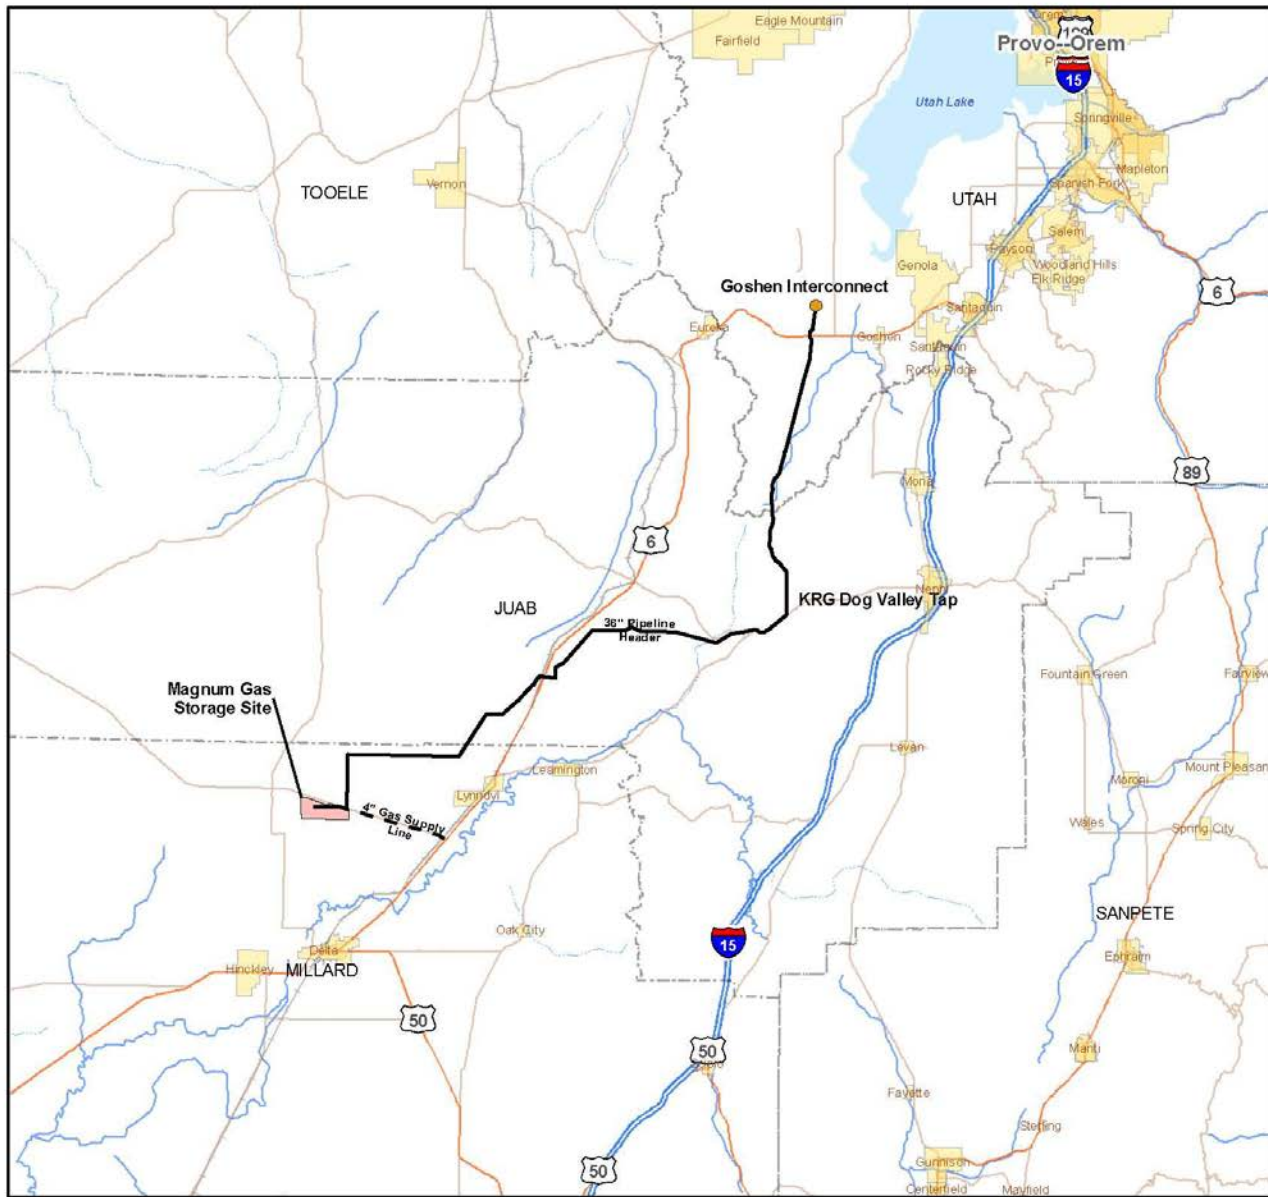 Eagle Mountain
Fairfield
Orem
189
Provo--Orem
15
Utah Lake
Springville
Mapleton
Vernon
TOOELE
Spanish Fork
UTAH
Salem
Payson
Genola
Woodland Hills
Elk Ridge
6
Goshen Interconnect
Santaquin
Eureka
Goshen
Santaquin
Rocky Ridge
89
Mona
6
Nephi
KRG Dog Valley Tap
JUAB
36" Pipeline
Header
Magnum Gas
Storage Site
Fountain Green
Fairview
Levan
Leamington
Lynndyl
Moroni
Mount Pleasant
4" Gas Supply
Line
Wales
Spring City
SANPETE
Oak City
15
Delta
Hinckley
MILLARD
Ephraim
50
50
Manti
Fayette
Sterling
50
Gunnison
Centerfield
Mayfield